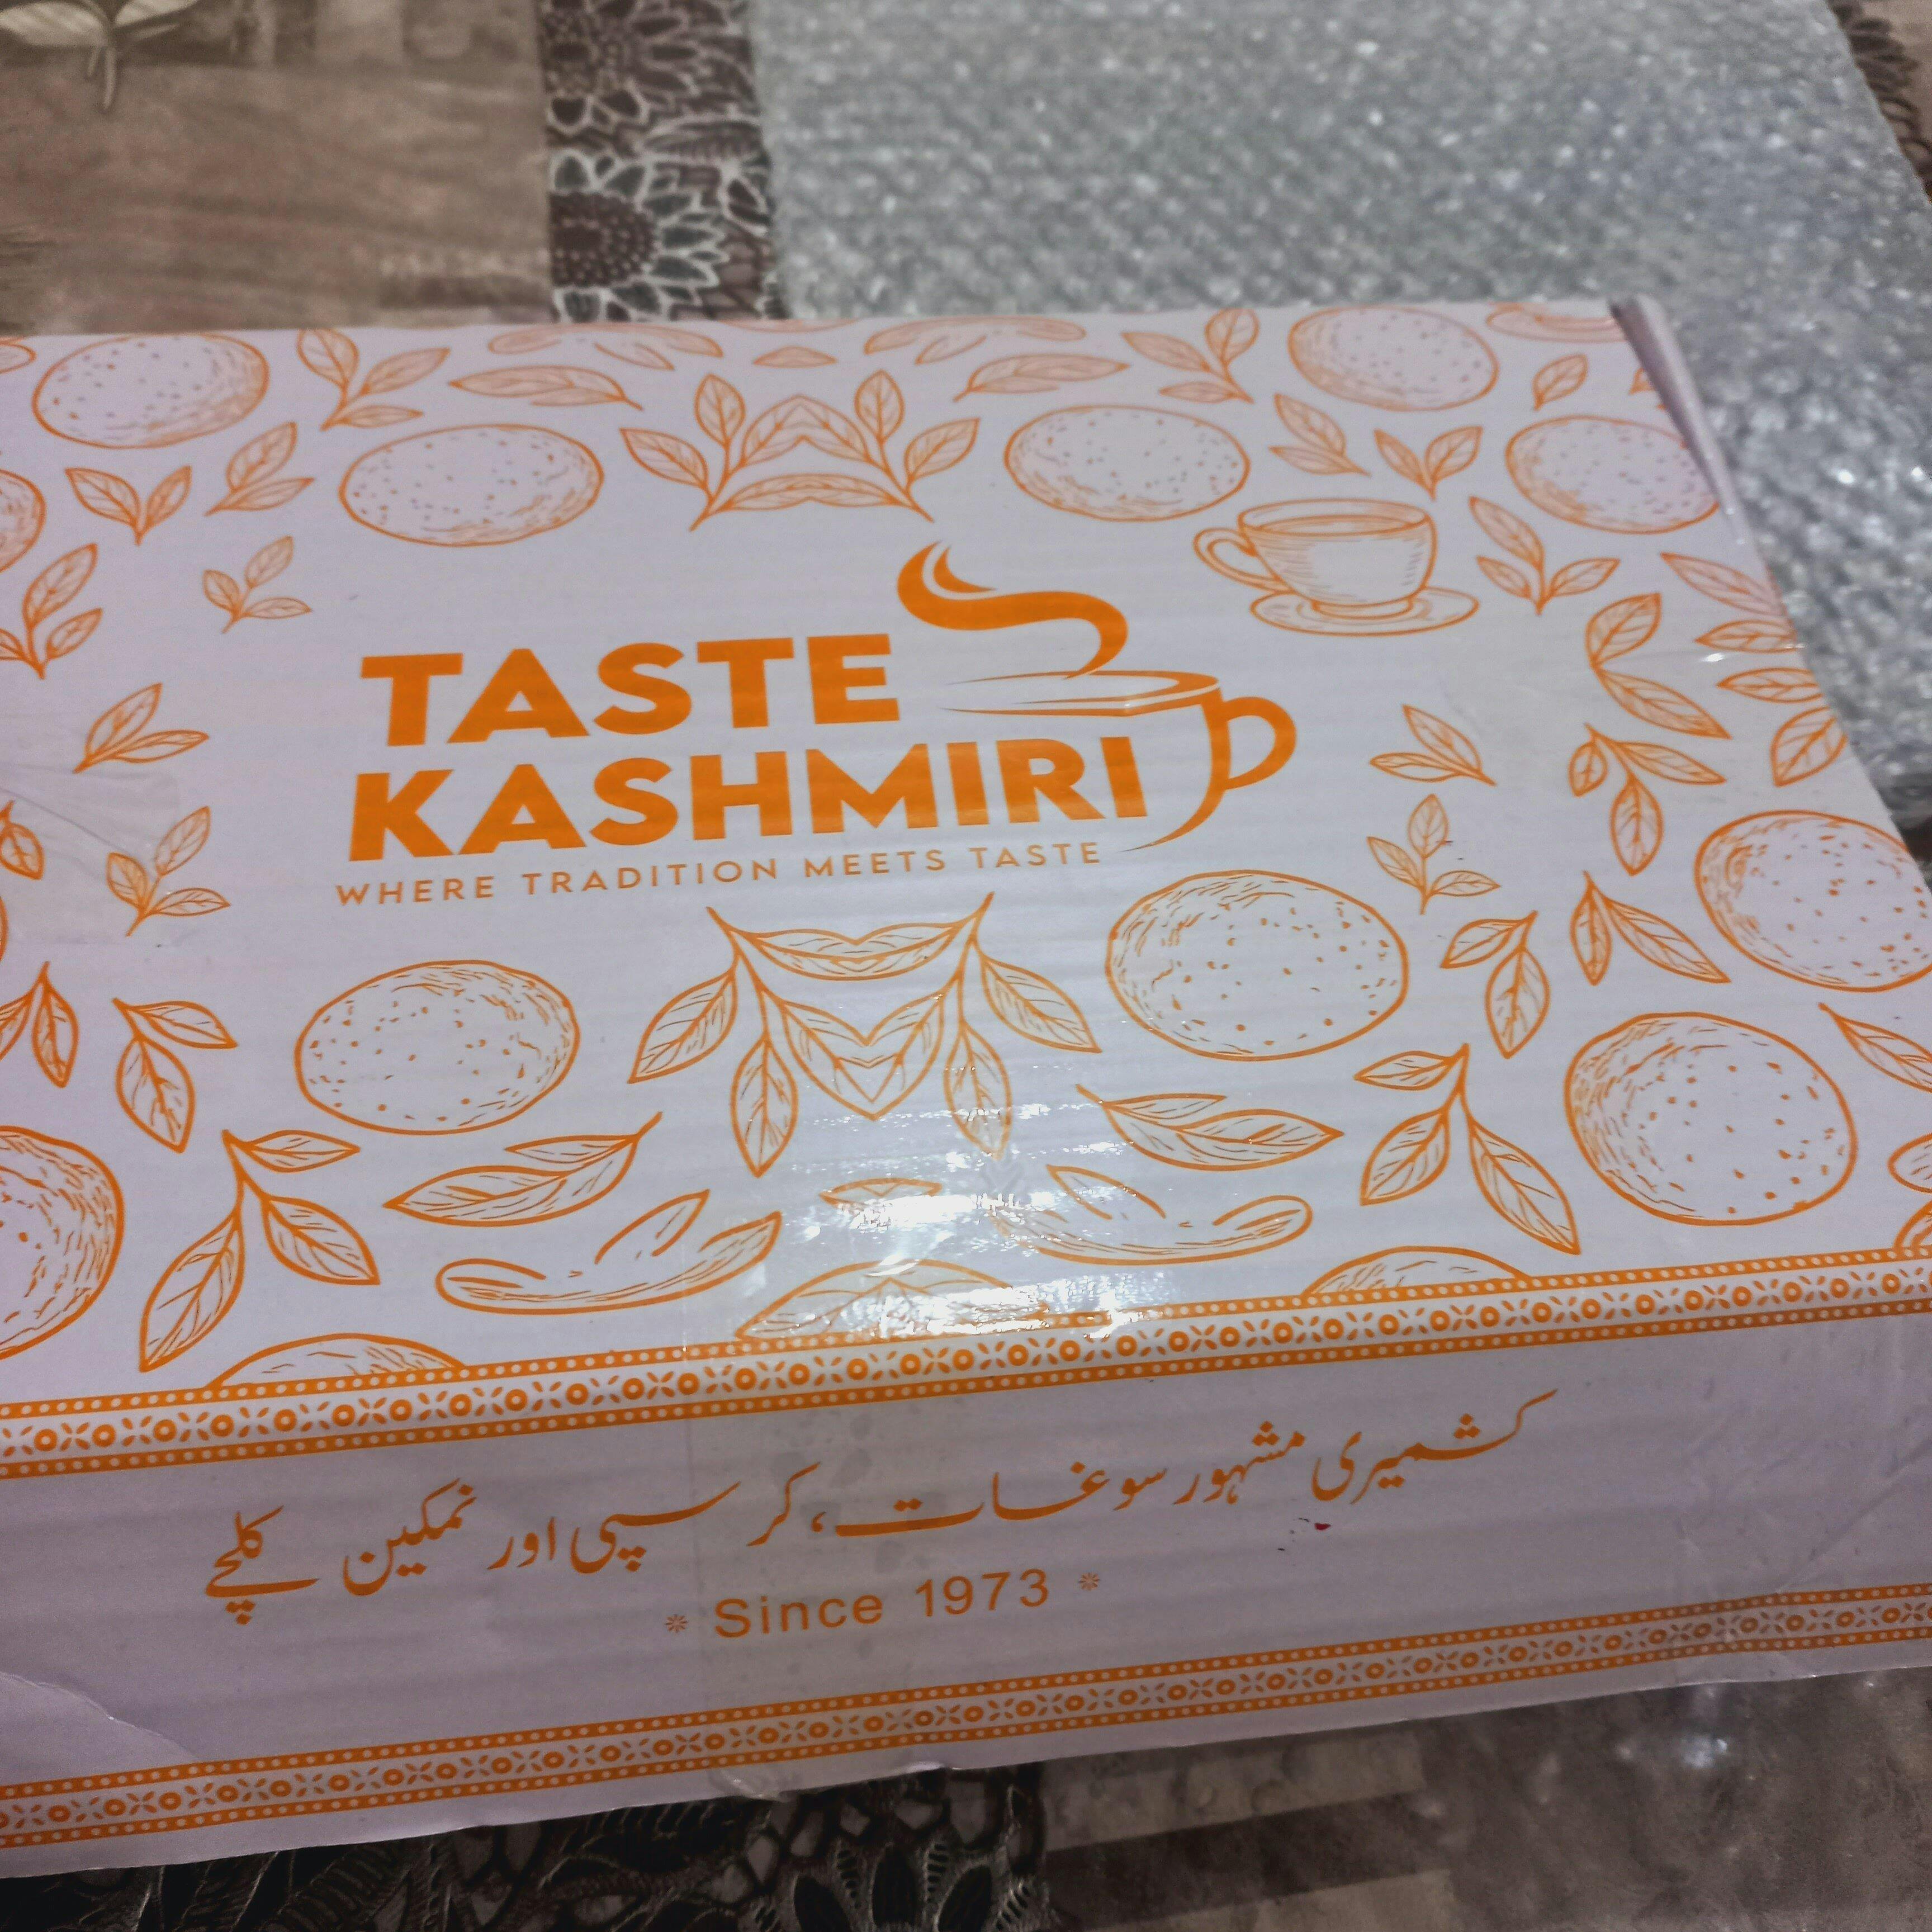 TASTE
KASHMIRI
WHERE TRADITION MEETS TASTE
کشمیری مشہور سوغات، کرسپی اور نمکین کلچے
Since 1973